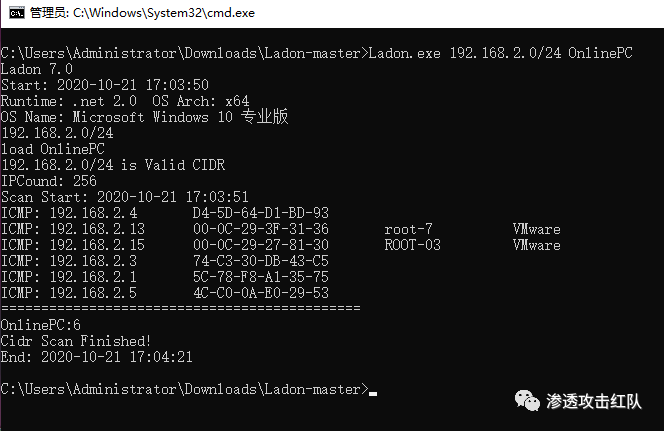 管理员: C:\Windows\System32\cmd.exe
C:\Users\Administrator\Downloads\Ladon-master>Ladon.exe 192.168.2.0/24 OnlinePC
Ladon 7.0
Start: 2020-10-21 17:03:50
Runtime: .net 2.0  OS Arch: x64
OS Name: Microsoft Windows 10 专业版
192.168.2.0/24
load OnlinePC
192.168.2.0/24 is Valid CIDR
IPCound: 256
Scan Start: 2020-10-21 17:03:51
ICMP: 192.168.2.4       D4-5D-64-D1-BD-93
ICMP: 192.168.2.13      00-0C-29-3F-31-36       root-7          VMware
ICMP: 192.168.2.15      00-0C-29-27-81-30       ROOT-03         VMware
ICMP: 192.168.2.3       74-C3-30-DB-43-C5
ICMP: 192.168.2.1       5C-78-F8-A1-35-75
ICMP: 192.168.2.5       4C-C0-0A-E0-29-53
=============================================
OnlinePC:6
Cidr Scan Finished!
End: 2020-10-21 17:04:21
C:\Users\Administrator\Downloads\Ladon-master>
渗透攻击红队